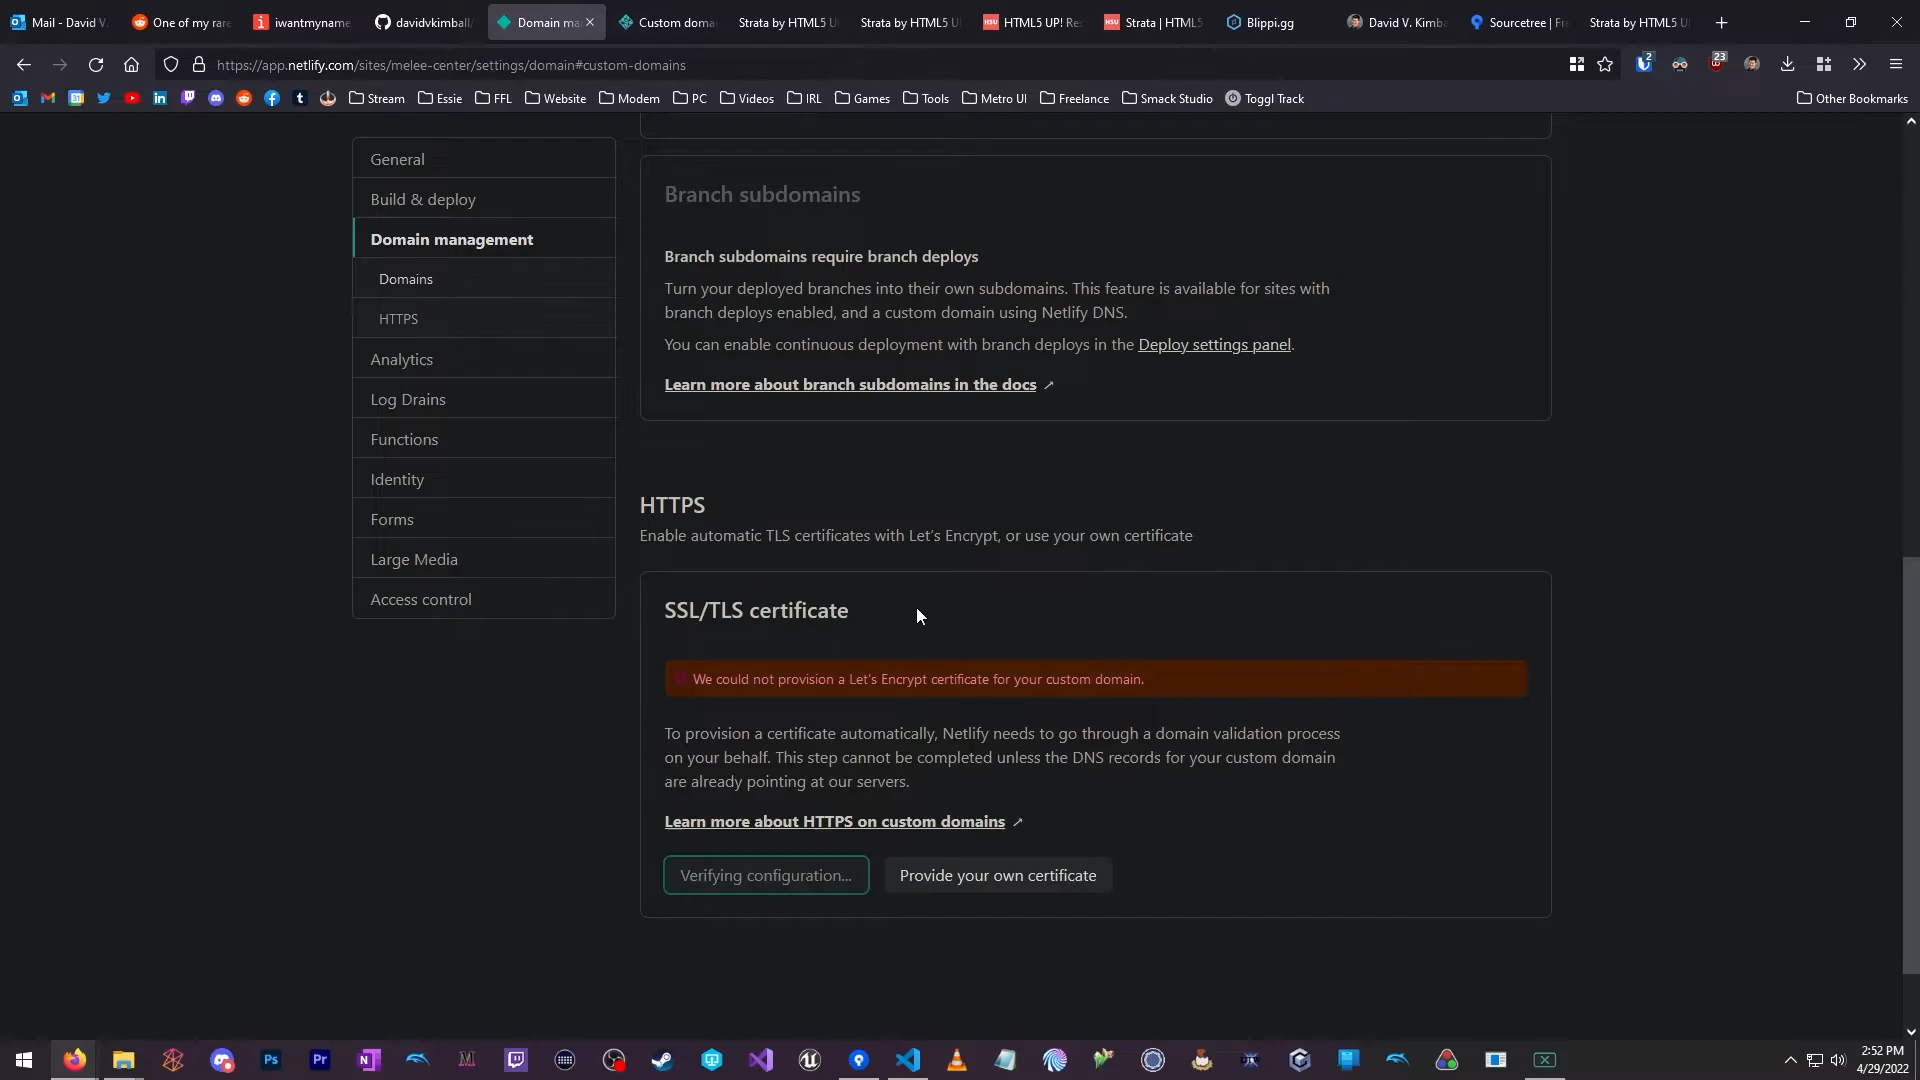 Mail - David V.
One of my rare
iwantmyname
davidvkimball/
Domain ma
Custom doma
Strata by HTML5 U
Strata by HTML5 U
HTML5 UP! Re
Strata | HTML5
Blippi.gg
David V. Kimba
Sourcetree | Fr
Strata by HTML5 U
https://app.netlify.com/sites/melee-center/settings/domain#custom-domains
2
23
Stream
Essie
FFL
Website
Modem
PC
Videos
IRL
Games
Tools
Metro UI
Freelance
Smack Studio
Toggl Track
Other Bookmarks
General
Build & deploy
Domain management
Domains
HTTPS
Analytics
Log Drains
Functions
Identity
Forms
Large Media
Access control
Branch subdomains
Branch subdomains require branch deploys
Turn your deployed branches into their own subdomains. This feature is available for sites with
branch deploys enabled, and a custom domain using Netlify DNS.
You can enable continuous deployment with branch deploys in the Deploy settings panel.
Learn more about branch subdomains in the docs ↗
HTTPS
Enable automatic TLS certificates with Let’s Encrypt, or use your own certificate
SSL/TLS certificate
We could not provision a Let’s Encrypt certificate for your custom domain.
To provision a certificate automatically, Netlify needs to go through a domain validation process
on your behalf. This step cannot be completed unless the DNS records for your custom domain
are already pointing at our servers.
Learn more about HTTPS on custom domains ↗
Verifying configuration...
Provide your own certificate
Ps
Pr
N
M
2:52 PM
4/29/2022